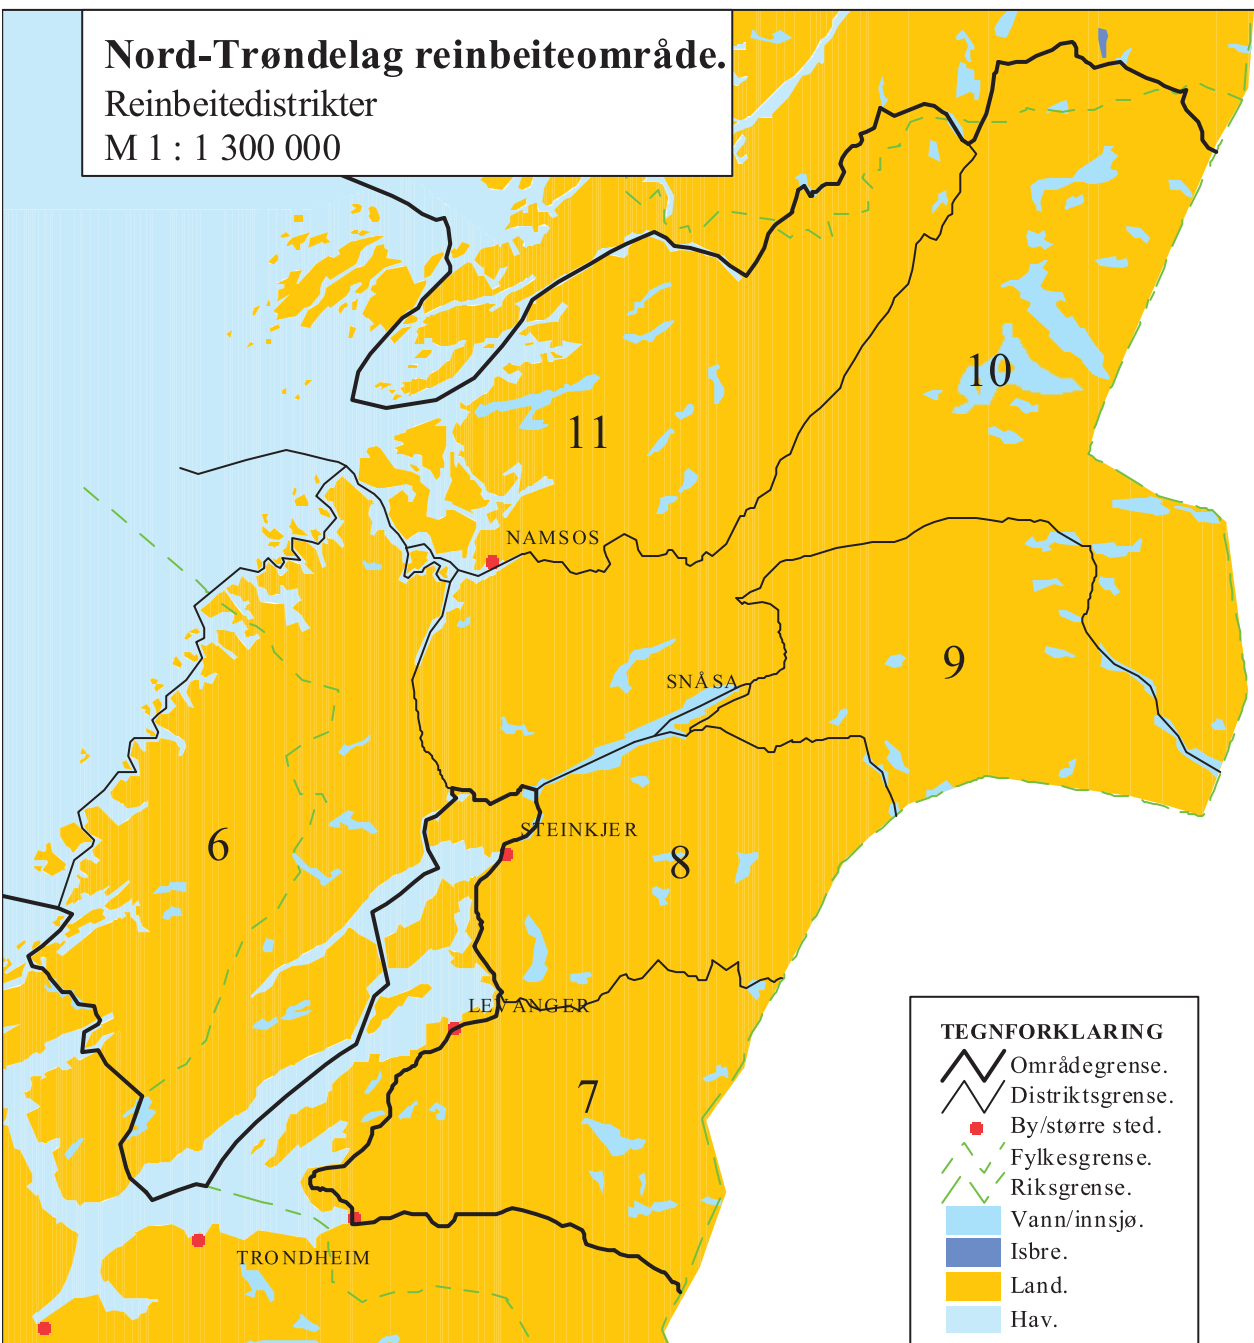 Nord-Trøndelag reinbeiteområde.
Reinbeitedistrikter
M 1 : 1 300 000
10
11
NAMSOS
9
SNÅSA
STEINKJER
6
8
LEVANGER
7
TRONDHEIM
TEGNFORKLARING
Områdegrense.
Distriktsgrense.
By/større sted.
Fylkesgrense.
Riksgrense.
Vann/innsjø.
Isbre.
Land.
Hav.